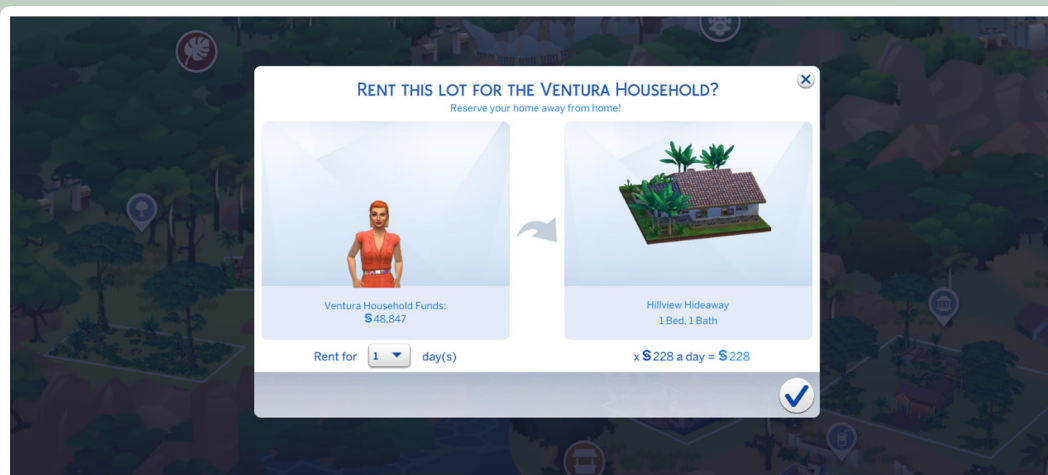 RENT THIS LOT FOR THE VENTURA HOUSEHOLD?
Reserve your home away from home!
Ventura Household Funds:
§48,847
Hillview Hideaway
1 Bed, 1 Bath
Rent for 1 day(s)
x §228 a day = §228